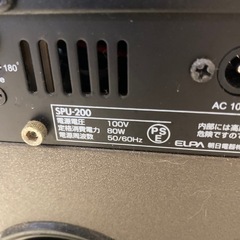 180°
SPU-200
電源電圧 100V
定格消費電力 80W
電源周波数 50/60Hz
PSE
ELPA 朝日電器
AC 10
内部には高
危険ですの